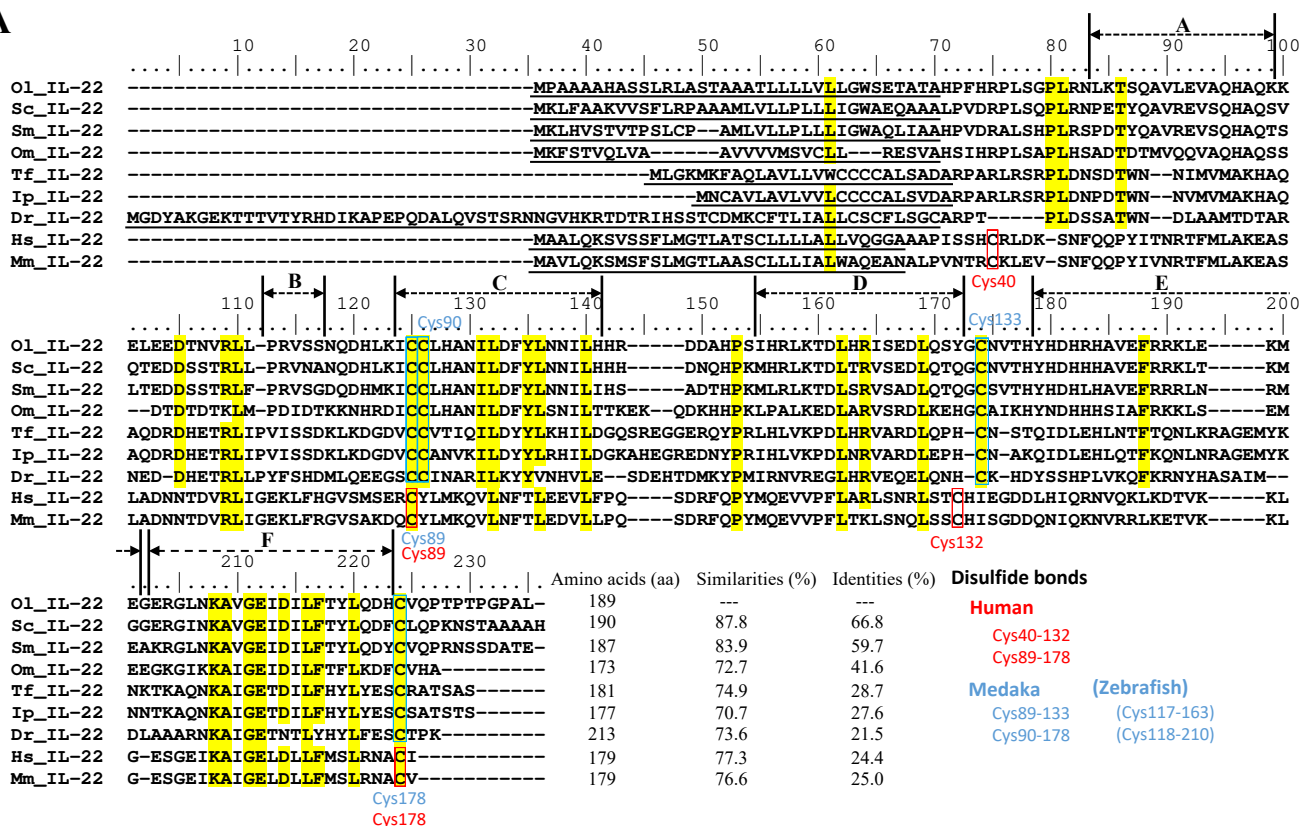 A
A
10 20 30 40 50 60 70 80 90 100
Ol_IL-22 -----------------------------------MPAAAAHASSLRLASTAAATLLLLVLLGWSETATAHPFHRPLSGPLRNLKTSQAVLEVAQHAQKK
Sc_IL-22 -----------------------------------MKLFAAKVVSFLRPAAAMLVLLPLLLIGWAEQAAALPVDRPLSGPLRNPETYQAVREVSQHAQSV
Sm_IL-22 -----------------------------------MKLHVSTVTPSLCP--AMLVLLPLLLIGWAQLIAAHPVDRALSHPLRSPDTYQAVREVSQHAQTS
Om_IL-22 -----------------------------------MKFSTVQLVA-----AVVVVMSVCLL--RESVAHSIHRPLSAPLHSADTDTMVQQVAQHAQSS
Tf_IL-22 ---------------------------------------------MLGKMKFAQLAVLLVWCCCCALSADARPARLRSRPLDNSDTWN--NIMVMAKHAQ
Ip_IL-22 -------------------------------------------------MNCAVLAVLVVLCCCCALSVDARPARLRSRPLDNPDTWN--NVMVMAKHAQ
Dr_IL-22 MGDYAKGEKTTTVTYRHDIKAPEPQDALQVSTSRNNGVHKRTDTRIHSSTCDMKCFTLIALLCSCFLSGCARPT-----PLDSSATWN--DLAAMTDTAR
Hs_IL-22 -----------------------------------MAALQKSVSSFLMGTLATSCLLLLALLVQGGAAAPISSHCRLDK-SNFQQPYITNRTFMLAKEAS
Mm_IL-22 -----------------------------------MAVLQKSMSFSLMGTLAASCLLLIALWAQEANALPVNTRCKLEV-SNFQQPYIVNRTFMLAKEAS
Cys40
B C D E
110 120 130 140 150 160 170 180 190 200
Cys90 Cys133
Ol_IL-22 ELEEDTNVRLL-PRVSSNQDHLKICCLHANILDFYLNNILHHR-----DDAHPSIHRLKTDLHRISEDLQSYGCNVTHYHDHRHAVEFRRKLE-----KM
Sc_IL-22 QTEDDSSTRLL-PRVNANQDHLKICCLHANILDFYLNNILHHH-----DNQHPKMRLRKTDLTRVSEDLQTQGCNVTHYHDHHHAVEFRRKLT-----KM
Sm_IL-22 LTEDDSSTRLF-PRVSGDQDHMKICCLHANILDFYLNNILIHS-----ADTHPKMLRLKTDLSRVSADLQTQGCSVTHYHDHLHAVEFRRRLN-----RM
Om_IL-22 --DTDTDTKLM-PDIDTKKNHRDICCLHANILDFYLSNILTTKEK--QDKHHPKLPALKEDLARVSRDLKEHGCAIKHYNDHHHSIAFRRKLS-----EM
Tf_IL-22 AQDRDHETRLIPVISSDKLKDGDVCCVTIQILDYYLKHILDGQSREGGERQYPRLHLVKPDLHRVARDLQPH-CN-STQIDLEHLNTFTQNLKRAGEMYK
Ip_IL-22 AQDRDHETRLIPVISSDKLKDGDVCCANVKILDYYLRHILDGKAHEGREDNYPRIHLVKPDLNRVARDLEPH-CN-AKQIDLEHLQTFKQNLNRAGEMYK
Dr_IL-22 NED-DHETRLLPYFSHDMLQEEGSCCINARILKYYVNHVLE---SDEHTDMKYPMIRNVREGLHRVEQELQNH-CK-HDYSSHPLVKQFKRNYHASAIM--
Hs_IL-22 LADNNTDVRLIGEKLFHGVSMSERCYLMKQVLNFTLEEVLFPQ-----SDRFQPYMQEVVPFLARLSNRLSTCHIEGDDLHIQRNVQKLKDTVK-----KL
Mm_IL-22 LADNNTDVRLIGEKLFRGVSAKDQCYLMKQVLNFTLEDVLLPQ-----SDRFQPYMQEVVPFLTKLSNQLSSCHISGDDQNIQKNVRRLKETVK-----KL
Cys89 Cys132
Cys89
F
210 220 230
Amino acids (aa) Similarities (%) Identities (%) Disulfide bonds
Ol_IL-22 EGERGLNKAVGEIDILFTYLQDHCVQPTPTPGPAL- 189 --- ---
Sc_IL-22 GGERGINKAVGEIDILFTYLQDFCLQPKNSTAAAAH 190 87.8 66.8
Sm_IL-22 EAKRGLNKAVGEIDILFTYLQDYCVQPRNSSDATE- 187 83.9 59.7
Om_IL-22 EEGKGIKKAVGEIDILFTFLKDFCVHA--------- 173 72.7 41.6
Tf_IL-22 NKTKAQNKAIGETDILFHYLYESCRATSAS------ 181 74.9 28.7
Ip_IL-22 NNTKAQNKAIGETDILFHYLYESCSATSTS------ 177 70.7 27.6
Dr_IL-22 DLAAARNKAIGETNTLYHYLFESCTPK--------- 213 73.6 21.5
Hs_IL-22 G-ESGEIKAIGELDLLFMSLRNACI----------- 179 77.3 24.4
Mm_IL-22 G-ESGEIKAIGELDLLFMSLRNACV----------- 179 76.6 25.0
Human
Cys40-132
Cys89-178
Medaka (Zebrafish)
Cys89-133 (Cys117-163)
Cys90-178 (Cys118-210)
Cys178
Cys178